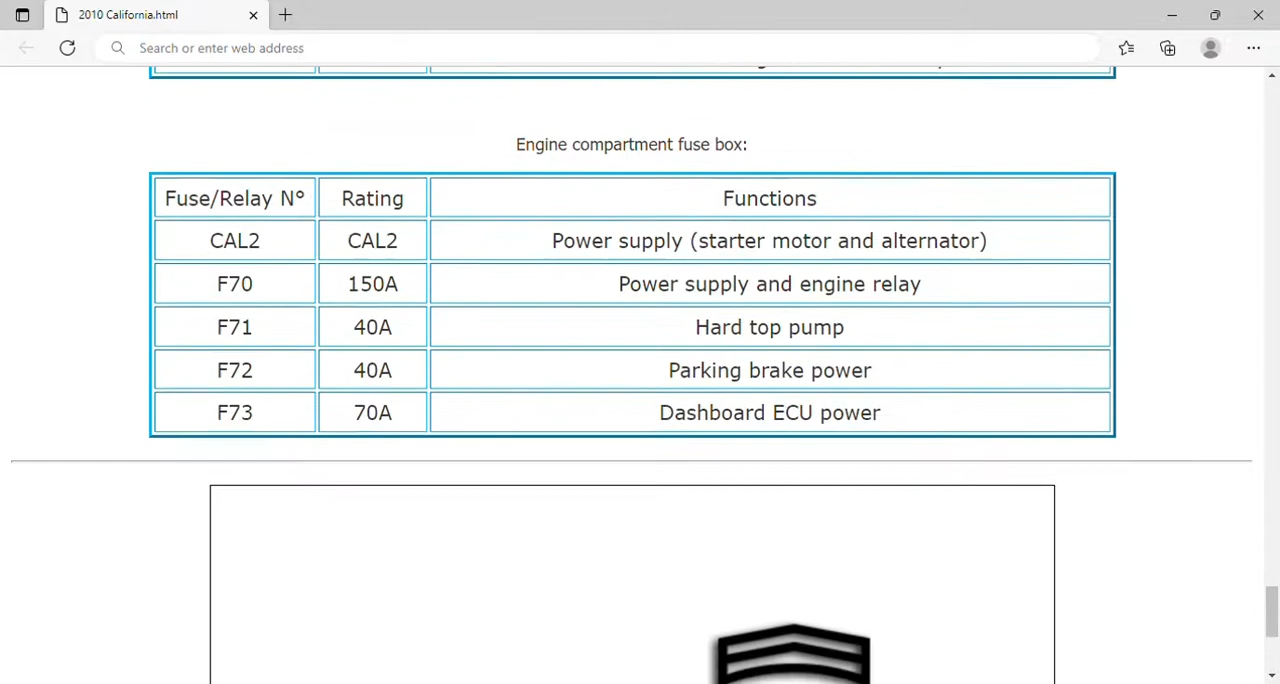 2010 California.html
Search or enter web address
Engine compartment fuse box:
Fuse/Relay N° Rating Functions
CAL2 CAL2 Power supply (starter motor and alternator)
F70 150A Power supply and engine relay
F71 40A Hard top pump
F72 40A Parking brake power
F73 70A Dashboard ECU power